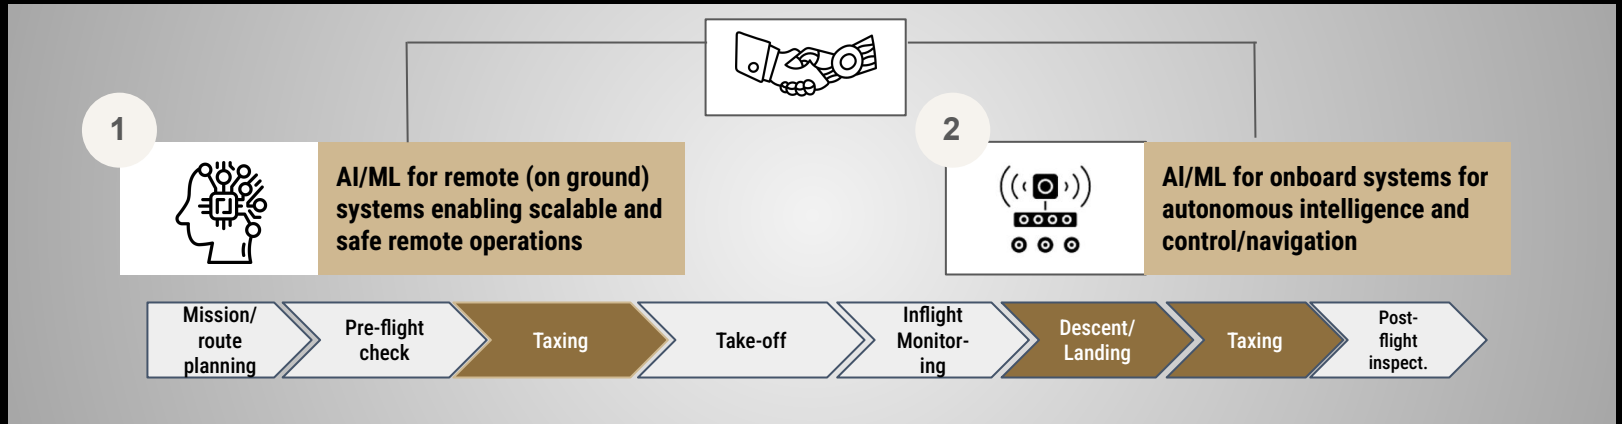 1
AI/ML for remote (on ground)
systems enabling scalable and
safe remote operations
2
AI/ML for onboard systems for
autonomous intelligence and
control/navigation
Mission/
route
planning
Pre-flight
check
Taxing
Take-off
Inflight
Monitor-
ing
Descent/
Landing
Taxing
Post-
flight
inspect.